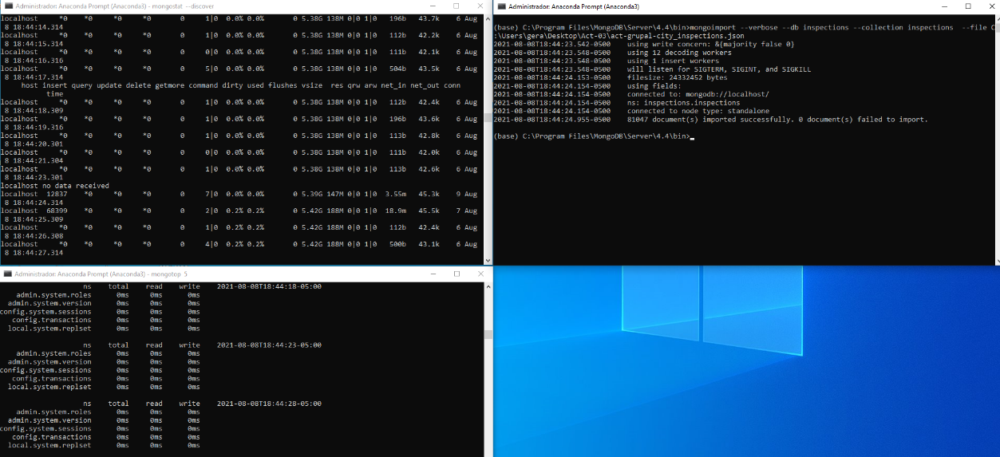 Administrador: Anaconda Prompt (Anaconda3) - mongostat --discover
localhost *0 *0 *0 *0 0 1|0 0.0% 0.0% 0 5.38G 138M 0|0 1|0 196b 43.7k 6 Aug
8 18:44:14.314
localhost *0 *0 *0 *0 0 1|0 0.0% 0.0% 0 5.38G 138M 0|0 1|0 112b 42.2k 6 Aug
8 18:44:15.314
localhost *0 *0 *0 *0 0 0|0 0.0% 0.0% 0 5.38G 138M 0|0 1|0 111b 42.1k 6 Aug
8 18:44:16.316
localhost *0 *0 *0 *0 0 5|0 0.0% 0.0% 0 5.38G 138M 0|0 1|0 504b 43.5k 6 Aug
8 18:44:17.314
host insert query update delete getmore command dirty used flushes vsize res qrw arw net_in net_out conn
time
localhost *0 *0 *0 *0 0 1|0 0.0% 0.0% 0 5.38G 138M 0|0 1|0 112b 42.4k 6 Aug
8 18:44:18.309
localhost *0 *0 *0 *0 0 1|0 0.0% 0.0% 0 5.38G 138M 0|0 1|0 196b 43.6k 6 Aug
8 18:44:19.316
localhost *0 *0 *0 *0 0 1|0 0.0% 0.0% 0 5.38G 138M 0|0 1|0 113b 42.8k 6 Aug
8 18:44:20.301
localhost *0 *0 *0 *0 0 0|0 0.0% 0.0% 0 5.38G 138M 0|0 1|0 111b 42.0k 6 Aug
8 18:44:21.304
localhost *0 *0 *0 *0 0 1|0 0.0% 0.0% 0 5.38G 138M 0|0 1|0 113b 42.6k 6 Aug
8 18:44:23.301
localhost no data received
localhost 12837 *0 *0 *0 0 7|0 0.0% 0.0% 0 5.39G 147M 0|0 1|0 3.55m 45.3k 9 Aug
8 18:44:24.314
localhost 68399 *0 *0 *0 0 2|0 0.2% 0.2% 0 5.42G 188M 0|0 1|0 18.9m 45.5k 7 Aug
8 18:44:25.309
localhost *0 *0 *0 *0 0 1|0 0.2% 0.2% 0 5.42G 188M 0|0 1|0 112b 42.4k 6 Aug
8 18:44:26.308
localhost *0 *0 *0 *0 0 4|0 0.2% 0.2% 0 5.42G 188M 0|0 1|0 500b 43.1k 6 Aug
8 18:44:27.314
Administrador: Anaconda Prompt (Anaconda3)
(base) C:\Program Files\MongoDB\Server\4.4\bin>mongoimport --verbose --db inspections --collection inspections --file C
:\Users\gera\Desktop\Act-03\act-grupal-city_inspections.json
2021-08-08T18:44:23.542-0500 using write concern: &{majority false 0}
2021-08-08T18:44:23.548-0500 using 12 decoding workers
2021-08-08T18:44:23.548-0500 using 1 insert workers
2021-08-08T18:44:23.548-0500 will listen for SIGTERM, SIGINT, and SIGKILL
2021-08-08T18:44:24.153-0500 filesize: 24332452 bytes
2021-08-08T18:44:24.154-0500 using fields:
2021-08-08T18:44:24.154-0500 connected to: mongodb://localhost/
2021-08-08T18:44:24.154-0500 ns: inspections.inspections
2021-08-08T18:44:24.154-0500 connected to node type: standalone
2021-08-08T18:44:24.955-0500 81047 document(s) imported successfully. 0 document(s) failed to import.
(base) C:\Program Files\MongoDB\Server\4.4\bin>
Administrador: Anaconda Prompt (Anaconda3) - mongotop 5
ns total read write 2021-08-08T18:44:18-05:00
admin.system.roles 0ms 0ms 0ms
admin.system.version 0ms 0ms 0ms
config.system.sessions 0ms 0ms 0ms
config.transactions 0ms 0ms 0ms
local.system.replset 0ms 0ms 0ms
ns total read write 2021-08-08T18:44:23-05:00
admin.system.roles 0ms 0ms 0ms
admin.system.version 0ms 0ms 0ms
config.system.sessions 0ms 0ms 0ms
config.transactions 0ms 0ms 0ms
local.system.replset 0ms 0ms 0ms
ns total read write 2021-08-08T18:44:28-05:00
admin.system.roles 0ms 0ms 0ms
admin.system.version 0ms 0ms 0ms
config.system.sessions 0ms 0ms 0ms
config.transactions 0ms 0ms 0ms
local.system.replset 0ms 0ms 0ms